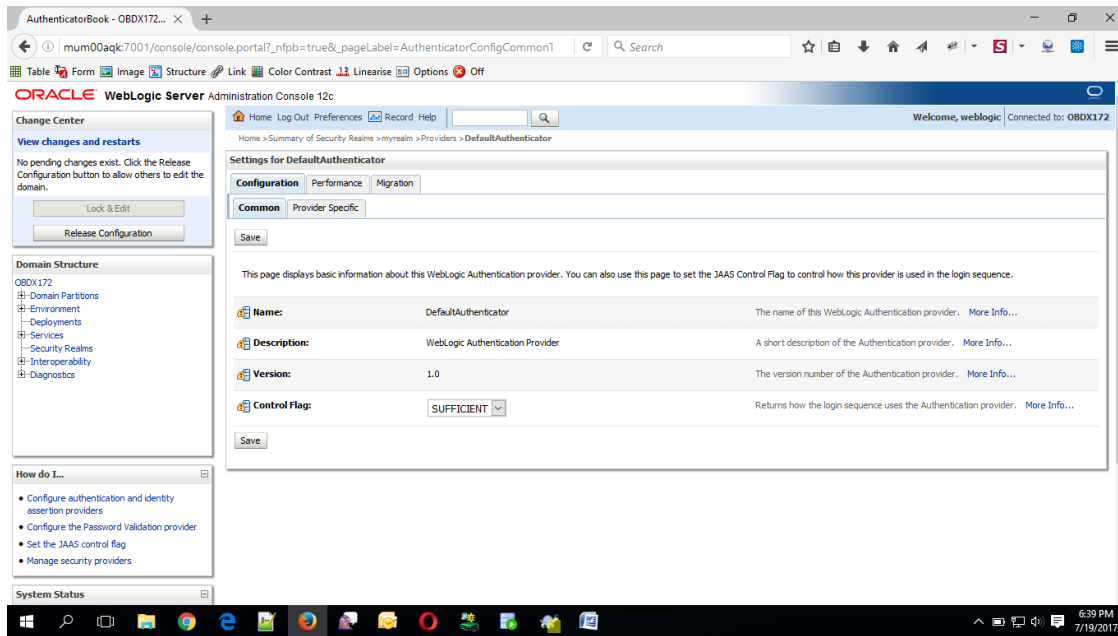 AuthenticatorBook - OBDX172...
mum00aqk:7001/console/console.portal?_nfpb=true&_pageLabel=AuthenticatorConfigCommonT
Search
Table Form Image Structure Link Color Contrast Linearise Options Off
ORACLE WebLogic Server Administration Console 12c
Change Center
View changes and restarts
No pending changes exist. Click the Release
Configuration button to allow others to edit the
domain.
Lock & Edit
Release Configuration
Domain Structure
OBDX172
Domain Partitions
Environment
Deployments
Services
Security Realms
Interoperability
Diagnostics
How do I...
Configure authentication and identity
assertion providers
Configure the Password Validation provider
Set the JAAS control flag
Manage security providers
System Status
Home Log Out Preferences Record Help
Welcome, weblogic Connected to: OBDX172
Home >Summary of Security Realms >myrealm >Providers >DefaultAuthenticator
Settings for DefaultAuthenticator
Configuration Performance Migration
Common Provider Specific
Save
This page displays basic information about this WebLogic Authentication provider. You can also use this page to set the JAAS Control Flag to control how this provider is used in the login sequence.
Name: DefaultAuthenticator The name of this WebLogic Authentication provider. More Info...
Description: WebLogic Authentication Provider A short description of the Authentication provider. More Info...
Version: 1.0 The version number of the Authentication provider. More Info...
Control Flag: SUFFICIENT Returns how the login sequence uses the Authentication provider. More Info...
Save
6:39 PM
7/19/2017